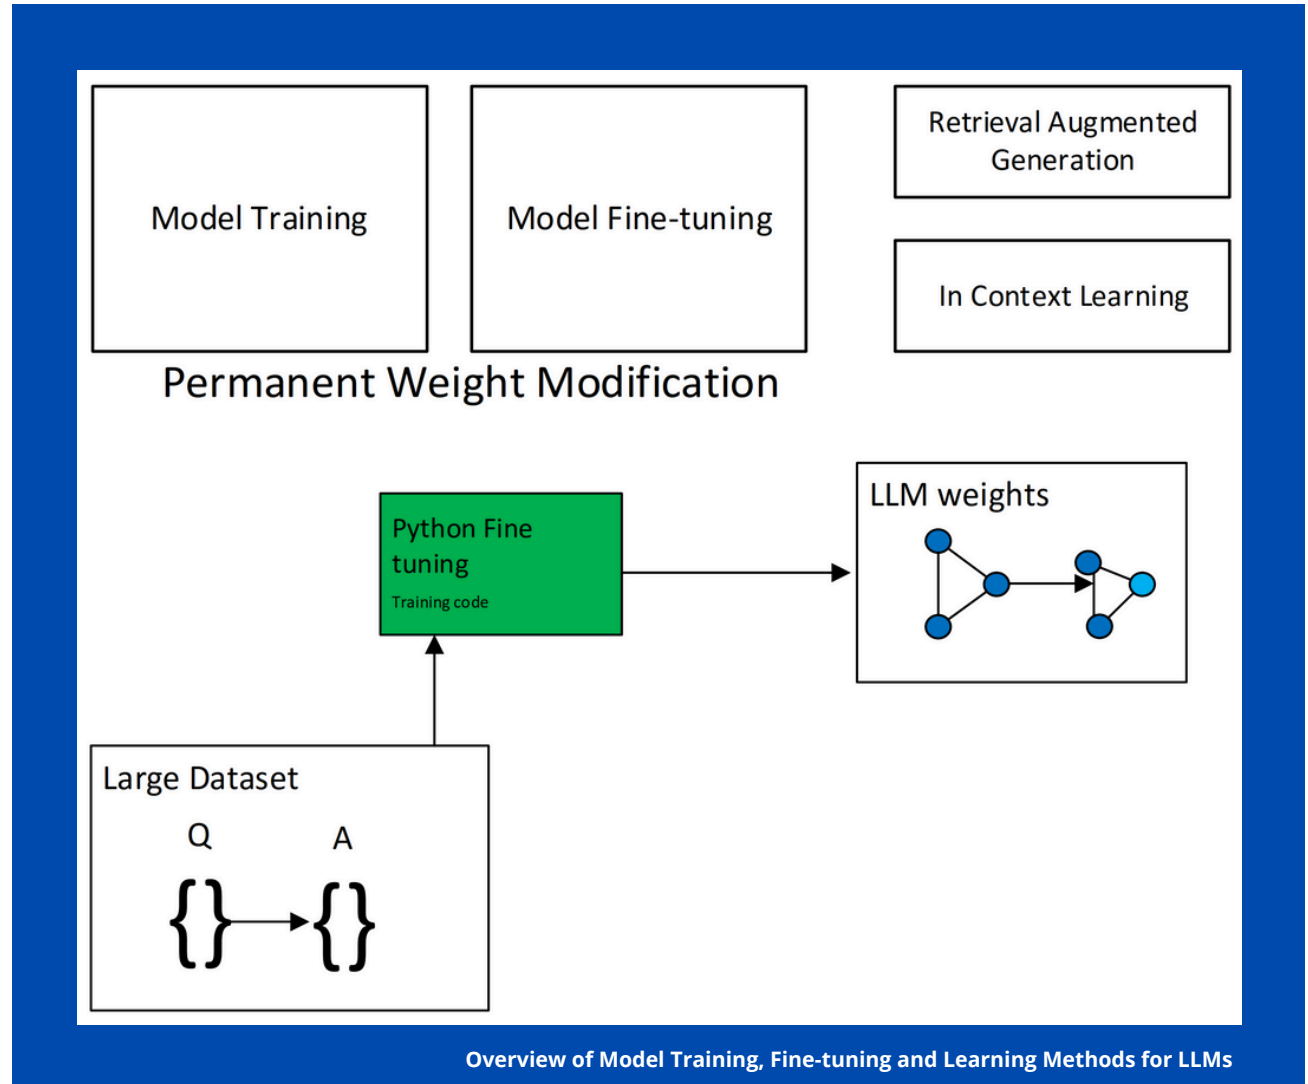 Model Training
Model Fine-tuning
Retrieval Augmented
Generation
In Context Learning
Permanent Weight Modification
Python Fine
tuning
Training code
LLM weights
Large Dataset
Q A
{} {}
Overview of Model Training, Fine-tuning and Learning Methods for LLMs